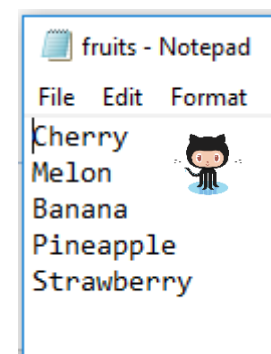 fruits - Notepad
File Edit Format
Cherry
Melon
Banana
Pineapple
Strawberry